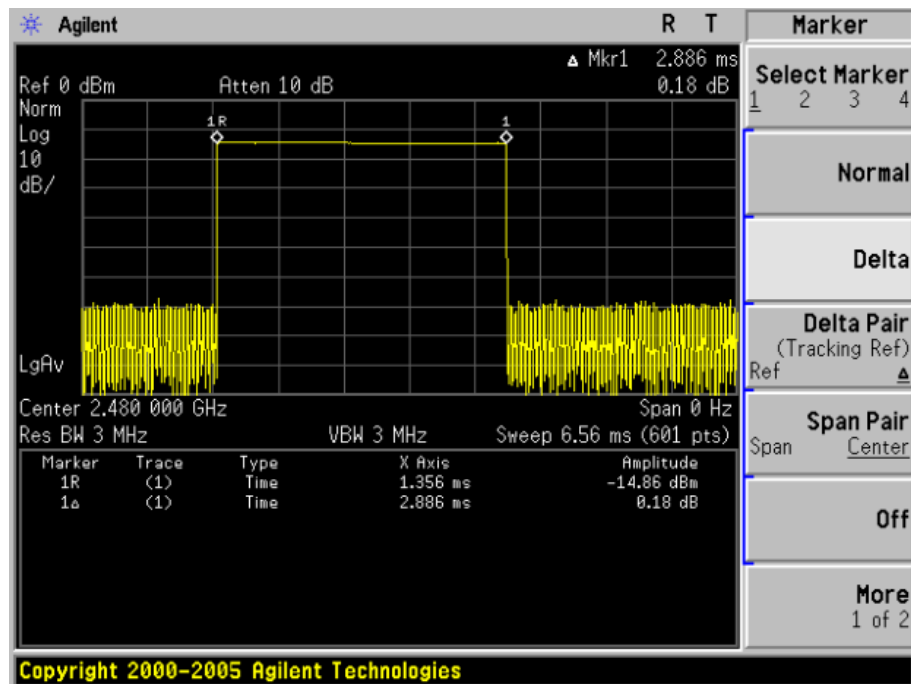 Agilent R T
Marker
△ Mkr1 2.886 ms
Ref 0 dBm Atten 10 dB 0.18 dB
Norm
Log
10
dB/
1R 1
LgAv
Center 2.480 000 GHz Span 0 Hz
Res BW 3 MHz VBW 3 MHz Sweep 6.56 ms (601 pts)
Marker Trace Type X Axis Amplitude
1R (1) Time 1.356 ms -14.86 dBm
1△ (1) Time 2.886 ms 0.18 dB
Select Marker
1 2 3 4
Normal
Delta
Delta Pair
(Tracking Ref)
Ref △
Span Pair
Span Center
Off
More
1 of 2
Copyright 2000-2005 Agilent Technologies